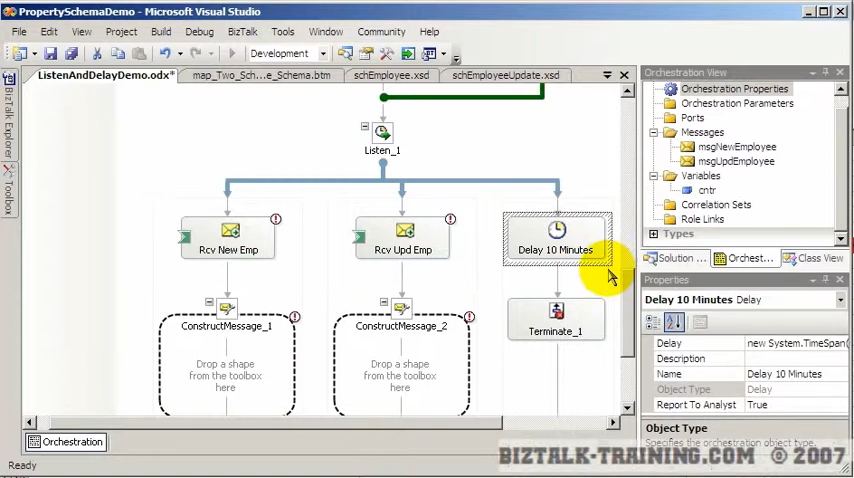 PropertySchemaDemo - Microsoft Visual Studio
File Edit View Project Build Debug BizTalk Tools Window Community Help
Development
ListenAndDelayDemo.odx* map_Two_Sch...e_Schema.btm schEmployee.xsd schEmployeeUpdate.xsd
BizTalk Explorer
Toolbox
Listen_1
Rcv New Emp
Rcv Upd Emp
Delay 10 Minutes
ConstructMessage_1
ConstructMessage_2
Terminate_1
Drop a shape
from the toolbox
here
Drop a shape
from the toolbox
here
Orchestration
Ready
Orchestration View
Orchestration Properties
Orchestration Parameters
Ports
Messages
msgNewEmployee
msgUpdEmployee
Variables
cntr
Correlation Sets
Role Links
Types
Solution ... Orchest... Class View
Properties
Delay 10 Minutes Delay
Delay new System.TimeSpan(
Description
Name Delay 10 Minutes
Object Type Delay
Report To Analyst True
Object Type
Specifies the orchestration object type.
BIZTALK-TRAINING.COM © 2007